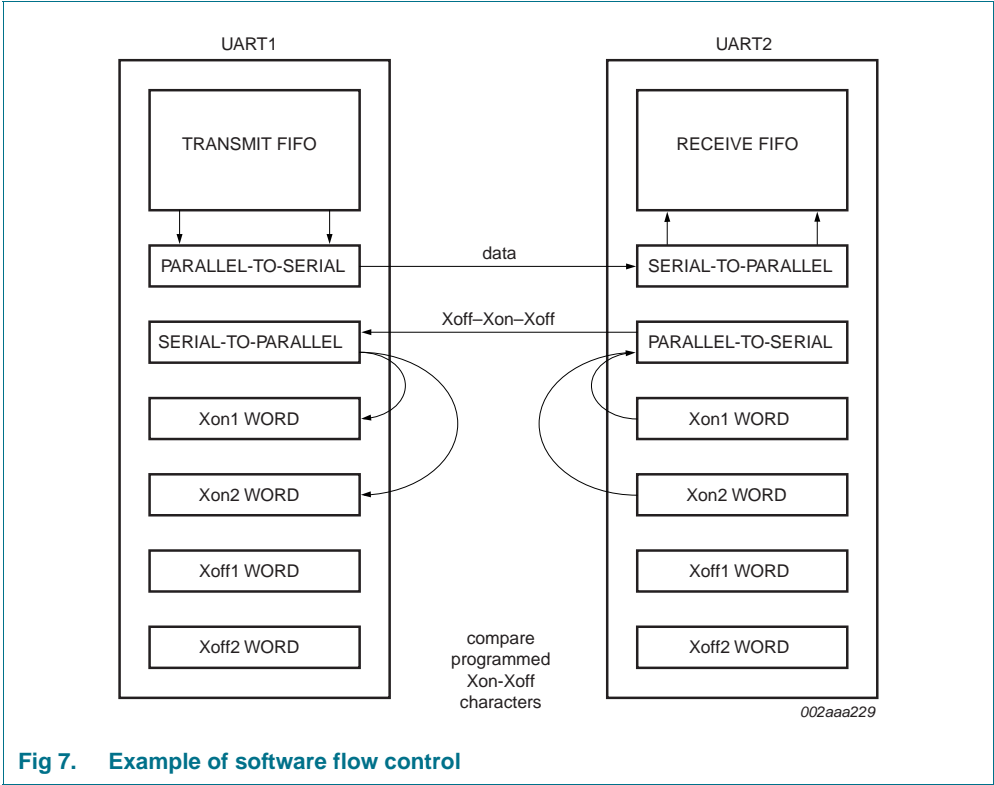 UART1
UART2
TRANSMIT FIFO
RECEIVE FIFO
PARALLEL-TO-SERIAL
data
SERIAL-TO-PARALLEL
Xoff–Xon–Xoff
SERIAL-TO-PARALLEL
PARALLEL-TO-SERIAL
Xon1 WORD
Xon1 WORD
Xon2 WORD
Xon2 WORD
Xoff1 WORD
Xoff1 WORD
Xoff2 WORD
compare
programmed
Xon-Xoff
characters
Xoff2 WORD
002aaa229
Fig 7. Example of software flow control